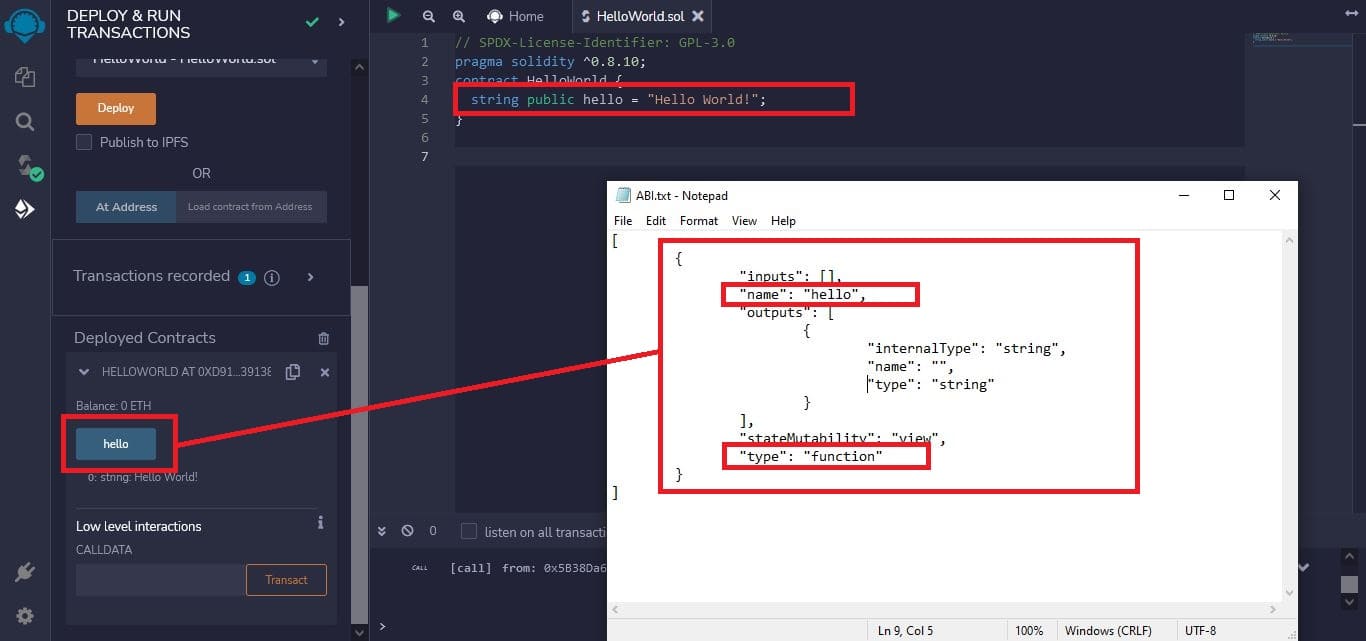 DEPLOY & RUN
TRANSACTIONS
HelloWorld - HelloWorld.sol
Deploy
Publish to IPFS
OR
At Address
Load contract from Address
Transactions recorded 1 i
Deployed Contracts
HELLOWORLD AT 0XD91...39138
Balance: 0 ETH
hello
0: string: Hello World!
Low level interactions i
CALLDATA
Transact
Home
HelloWorld.sol
1 // SPDX-License-Identifier: GPL-3.0
2 pragma solidity ^0.8.10;
3 contract HelloWorld {
4 string public hello = "Hello World!";
5 }
6
7
0 listen on all transacti
CALL [call] from: 0x5B38Da6
>
ABI.txt - Notepad
File Edit Format View Help
[
{
"inputs": [],
"name": "hello",
"outputs": [
{
"internalType": "string",
"name": "",
"type": "string"
}
],
"stateMutability": "view",
"type": "function"
}
]
Ln 9, Col 5 100% Windows (CRLF) UTF-8